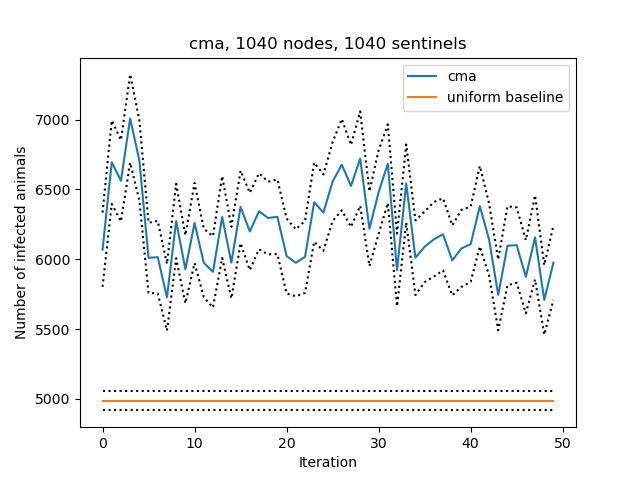 cma, 1040 nodes, 1040 sentinels
cma
uniform baseline
Number of infected animals
7000
6500
6000
5500
5000
0 10 20 30 40 50
Iteration